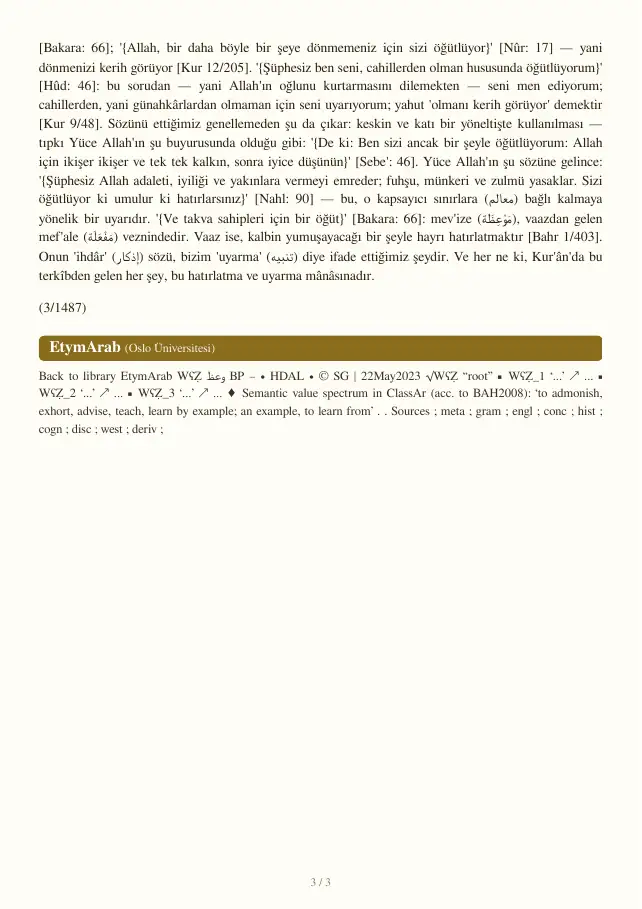 [Bakara: 66]; '{Allah, bir daha böyle bir şeye dönmemeniz için sizi öğütlüyor}' [Nûr: 17] — yani
dönmenizi kerih görüyor [Kur 12/205]. '{Şüphesiz ben seni, cahillerden olman hususunda öğütlüyorum}'
[Hûd: 46]: bu sorudan — yani Allah'ın oğlunu kurtarmasını dilemekten — seni men ediyorum;
cahillerden, yani günahkârlardan olmaman için seni uyarıyorum; yahut 'olmanı kerih görüyor' demektir
[Kur 9/48]. Sözünü ettiğimiz genellemeden şu da çıkar: keskin ve katı bir yöneltişte kullanılması —
tıpkı Yüce Allah'ın şu buyurusunda olduğu gibi: '{De ki: Ben sizi ancak bir şeyle öğütlüyorum: Allah
için ikişer ikişer ve tek tek kalkın, sonra iyice düşünün}' [Sebe': 46]. Yüce Allah'ın şu sözüne gelince:
'{Şüphesiz Allah adaleti, iyiliği ve yakınlara vermeyi emreder; fuhşu, münkeri ve zulmü yasaklar. Sizi
öğütlüyor ki umulur ki hatırlarsınız}' [Nahl: 90] — bu, o kapsayıcı sınırlara (معالم) bağlı kalmaya
yönelik bir uyarıdır. '{Ve takva sahipleri için bir öğüt}' [Bakara: 66]: mev'ize (مَوْعِظَة), vaazdan gelen
mef'ale (مَفْعَلَة) veznindedir. Vaaz ise, kalbin yumuşayacağı bir şeyle hayrı hatırlatmaktır [Bahr 1/403].
Onun 'ihdâr' (إذكار) sözü, bizim 'uyarma' (تنبيه) diye ifade ettiğimiz şeydir. Ve her ne ki, Kur'ân'da bu
terkîbden gelen her şey, bu hatırlatma ve uyarma mânâsınadır.
(3/1487)
EtymArab (Oslo Üniversitesi)
Back to library EtymArab WʕẒ وعظ BP – • HDAL • © SG | 22May2023 √WʕẒ “root” ▪ WʕẒ_1 ‘...’ ↗ ... ▪
WʕẒ_2 ‘...’ ↗ ... ▪ WʕẒ_3 ‘...’ ↗ ... ♦ Semantic value spectrum in ClassAr (acc. to BAH2008): ‘to admonish,
exhort, advise, teach, learn by example; an example, to learn from’ . . Sources ; meta ; gram ; engl ; conc ; hist ;
cogn ; disc ; west ; deriv ;
3 / 3